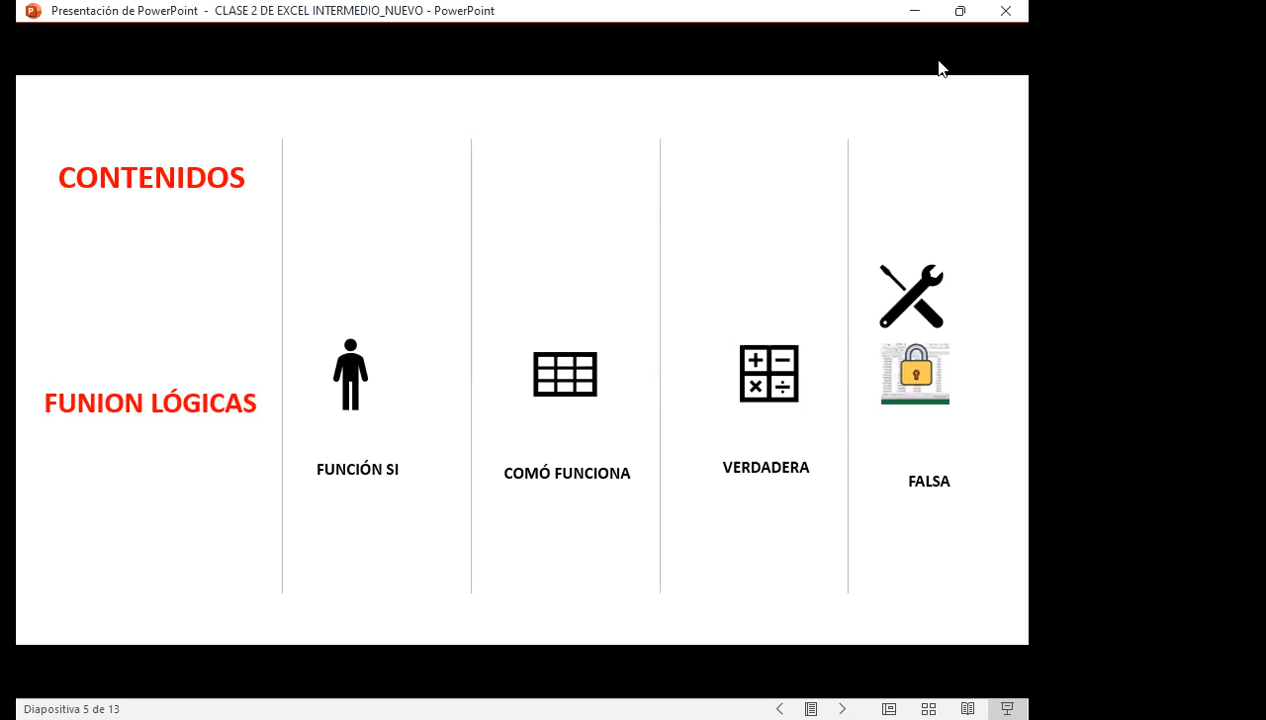 Presentación de PowerPoint - CLASE 2 DE EXCEL INTERMEDIO_NUEVO - PowerPoint
CONTENIDOS
FUNION LÓGICAS
FUNCIÓN SI
COMÓ FUNCIONA
VERDADERA
FALSA
Diapositiva 5 de 13